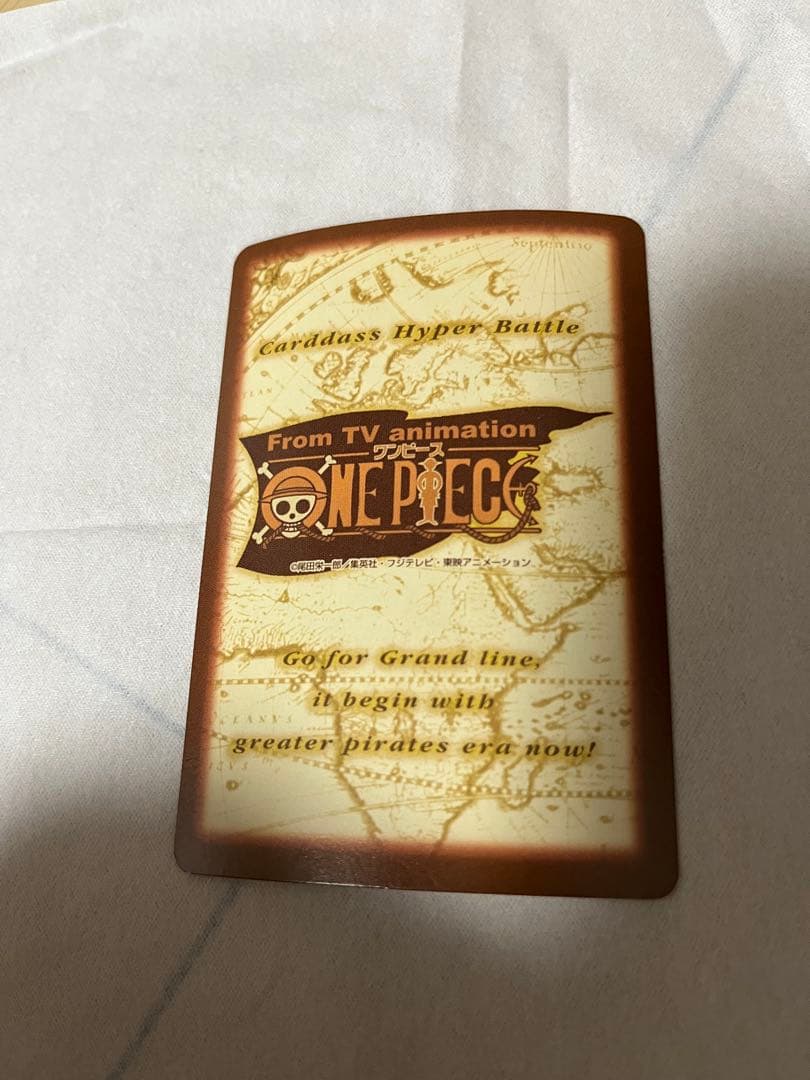 Septentrio
Carddass Hyper Battle
From TV animation
ワンピース
ONE PIECE
©尾田栄一郎／集英社・フジテレビ・東映アニメーション
Go for Grand line,
it begin with
OCEANVS
greater pirates era now!